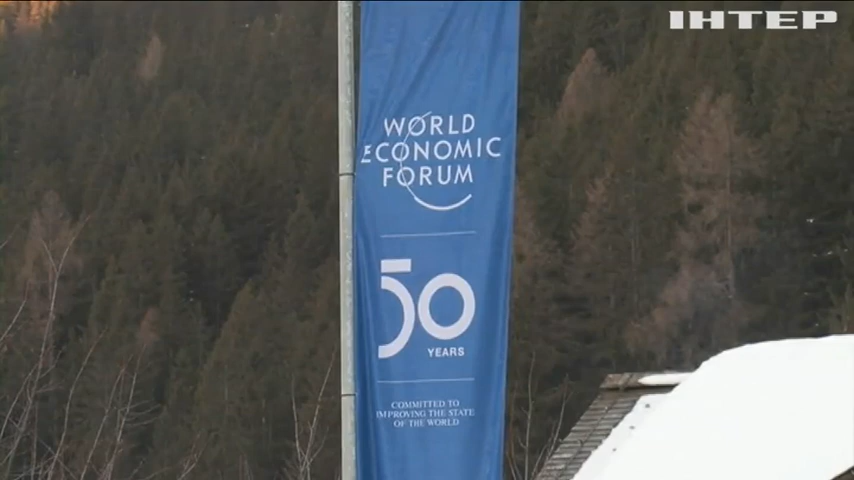 ІНТЕР
WORLD
ECONOMIC
FORUM
50
YEARS
COMMITTED TO
IMPROVING THE STATE
OF THE WORLD